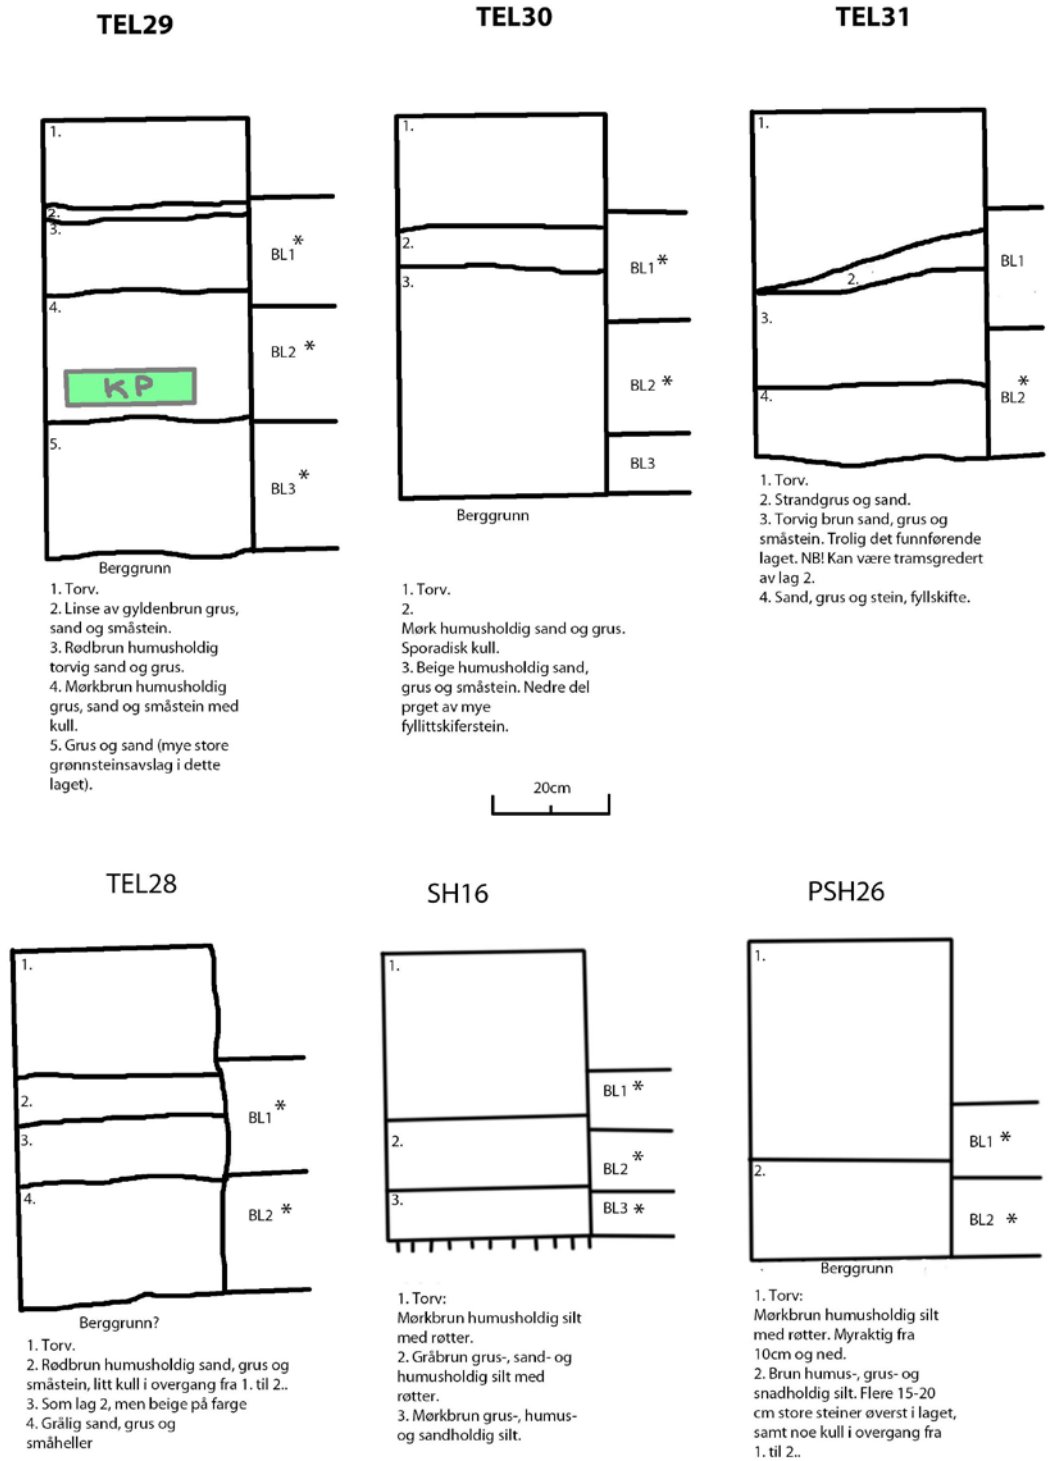 TEL29
TEL30
TEL31
1.
2.
3.
4.
KP
5.
BL1 *
BL2 *
BL3 *
Berggrunn
1. Torv.
2. Linse av gyldenbrun grus,
sand og småstein.
3. Rødbrun humusholdig
torvig sand og grus.
4. Mørkbrun humusholdig
grus, sand og småstein med
kull.
5. Grus og sand (mye store
grønnsteinsavslag i dette
laget).
1.
2.
3.
BL1 *
BL2 *
BL3
Berggrunn
1. Torv.
2.
Mørk humusholdig sand og grus.
Sporadisk kull.
3. Beige humusholdig sand,
grus og småstein. Nedre del
prget av mye
fyllittskiferstein.
1.
2.
3.
4.
BL1
BL2 *
1. Torv.
2. Strandgrus og sand.
3. Torvig brun sand, grus og
småstein. Trolig det funnførende
laget. NB! Kan være tramsgredert
av lag 2.
4. Sand, grus og stein, fyllskifte.
20cm
TEL28
SH16
PSH26
1.
2.
3.
4.
BL1 *
BL2 *
Berggrunn?
1. Torv.
2. Rødbrun humusholdig sand, grus og
småstein, litt kull i overgang fra 1. til 2..
3. Som lag 2, men beige på farge
4. Grålig sand, grus og
småheller
1.
2.
3.
BL1 *
BL2 *
BL3 *
1. Torv:
Mørkbrun humusholdig silt
med røtter.
2. Gråbrun grus-, sand- og
humusholdig silt med
røtter.
3. Mørkbrun grus-, humus-
og sandholdig silt.
1.
2.
BL1 *
BL2 *
Berggrunn
1. Torv:
Mørkbrun humusholdig silt
med røtter. Myraktig fra
10cm og ned.
2. Brun humus-, grus- og
snadholdig silt. Flere 15-20
cm store steiner øverst i laget,
samt noe kull i overgang fra
1. til 2..